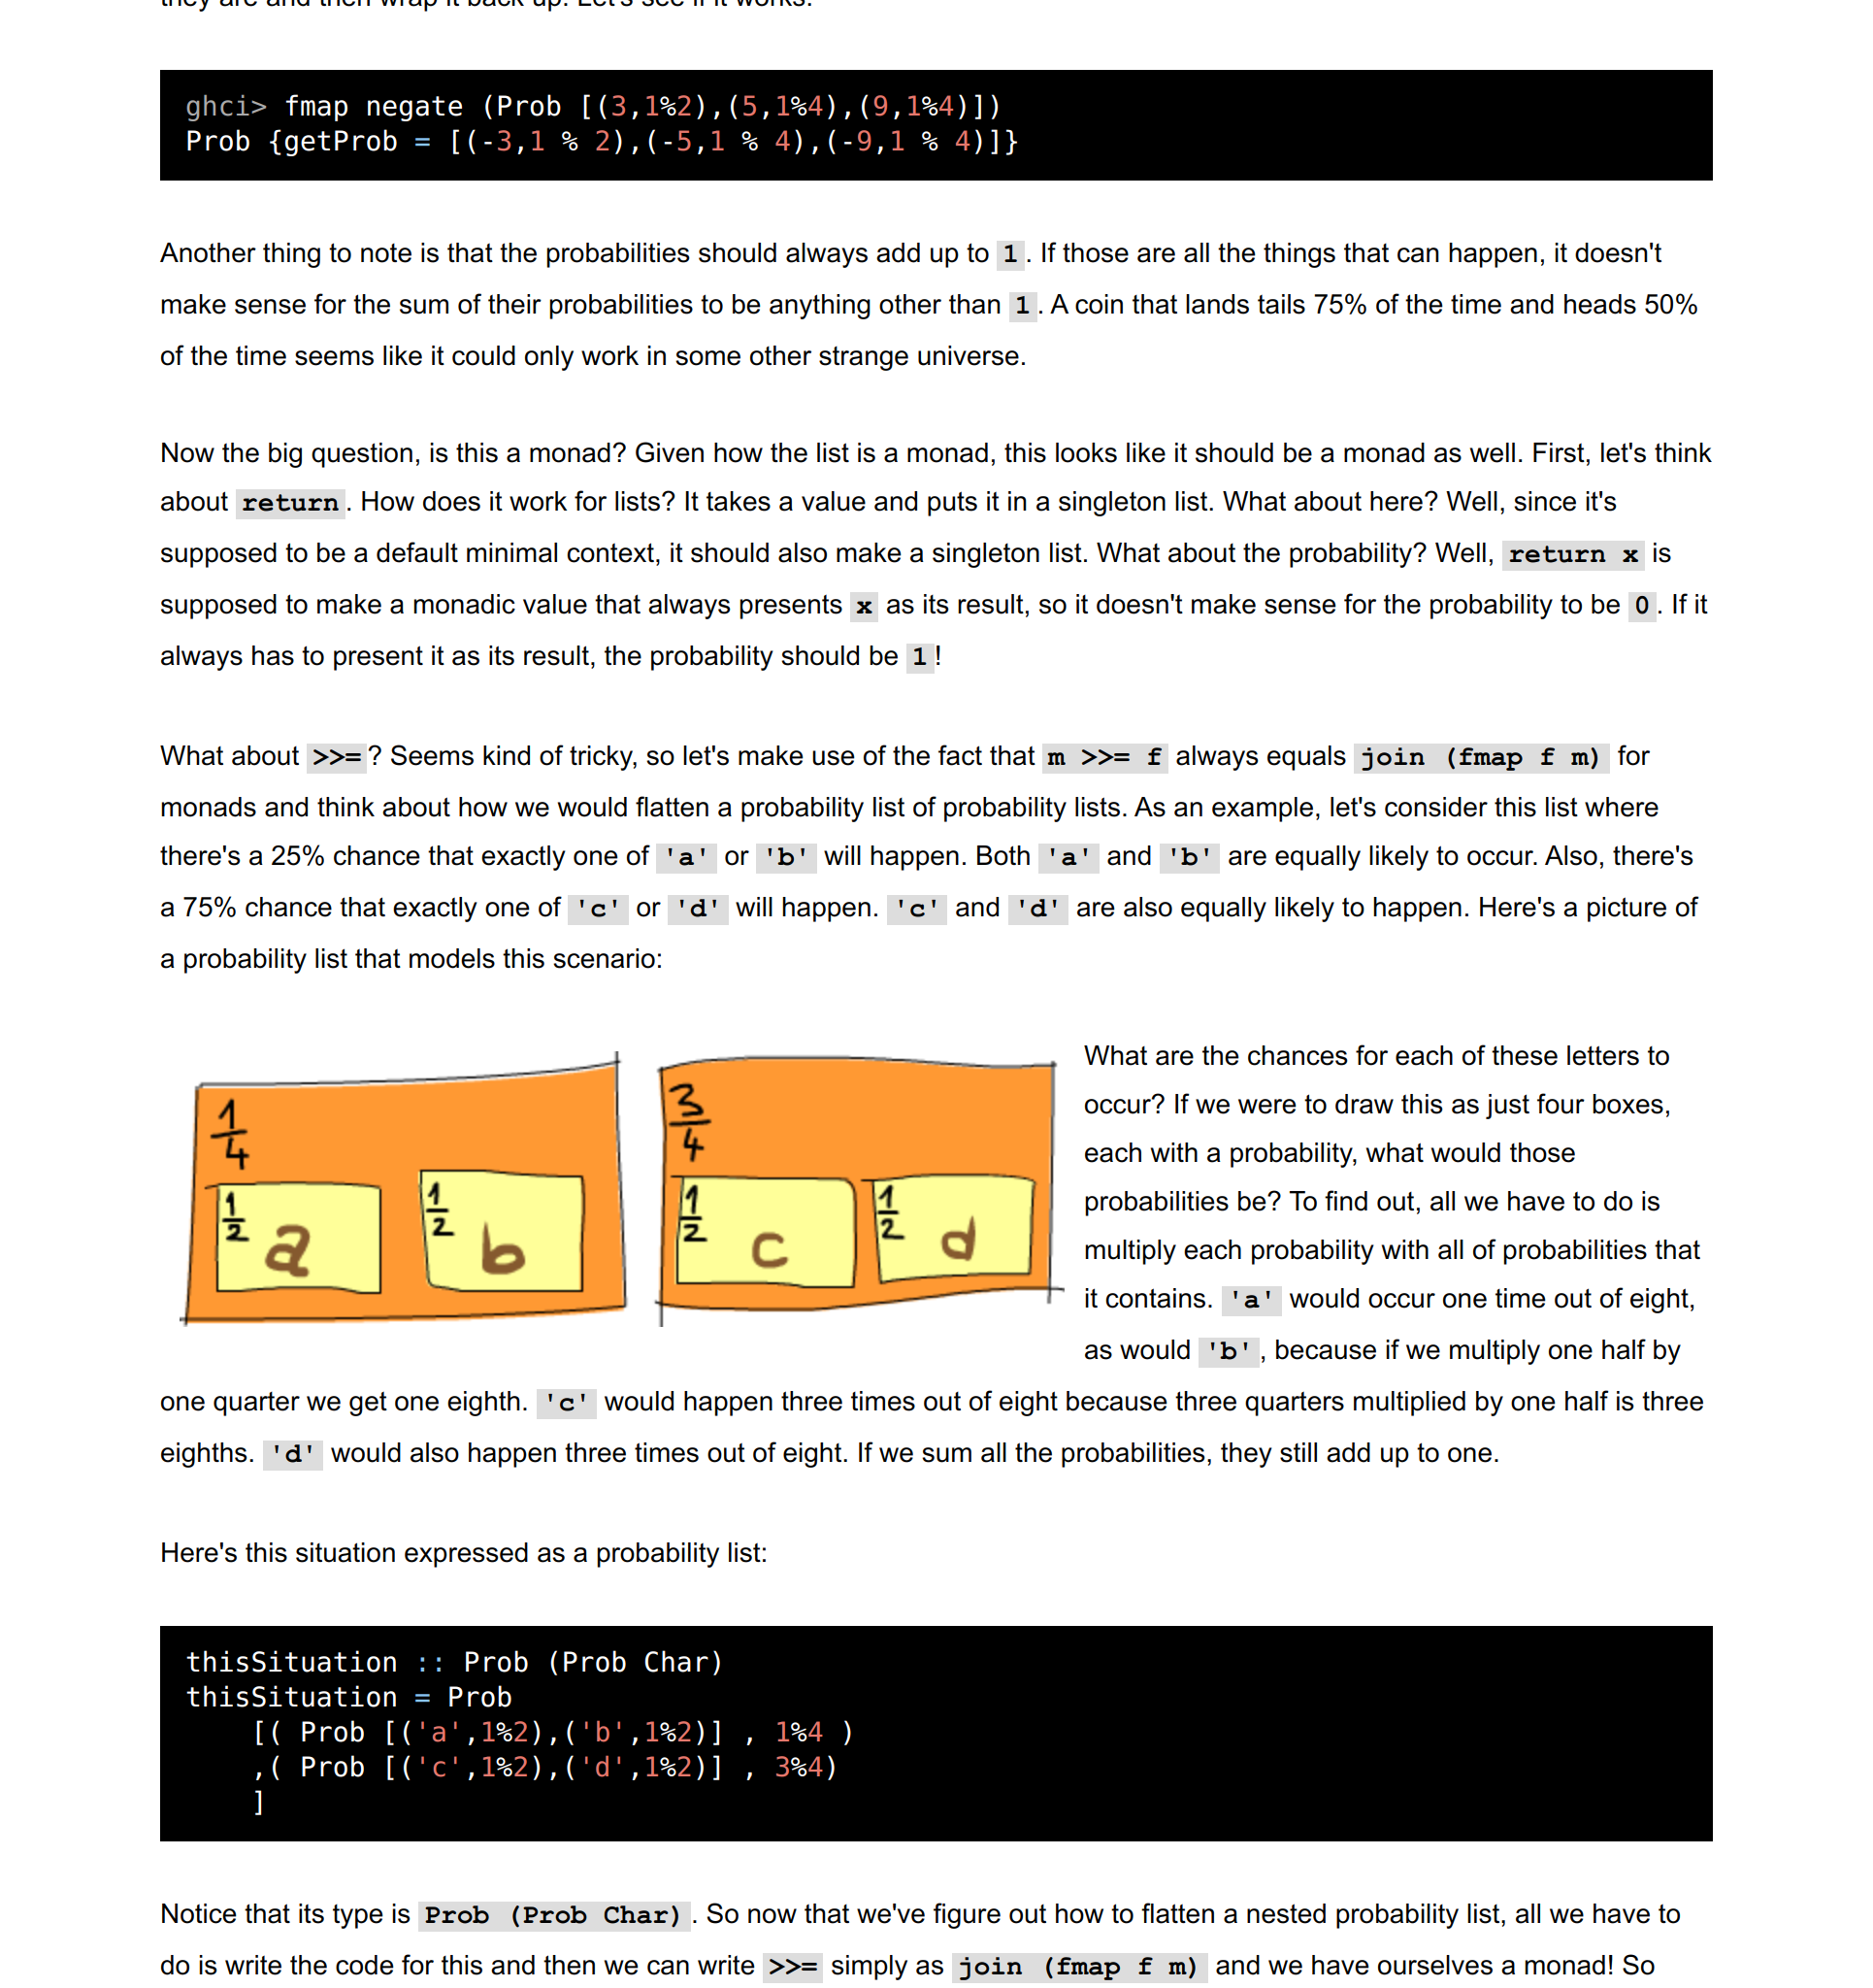 they are and then wrap it back up. Let's see if it works:
ghci> fmap negate (Prob [(3,1%2),(5,1%4),(9,1%4)])
Prob {getProb = [(-3,1 % 2),(-5,1 % 4),(-9,1 % 4)]}
Another thing to note is that the probabilities should always add up to 1. If those are all the things that can happen, it doesn't
make sense for the sum of their probabilities to be anything other than 1. A coin that lands tails 75% of the time and heads 50%
of the time seems like it could only work in some other strange universe.
Now the big question, is this a monad? Given how the list is a monad, this looks like it should be a monad as well. First, let's think
about return. How does it work for lists? It takes a value and puts it in a singleton list. What about here? Well, since it's
supposed to be a default minimal context, it should also make a singleton list. What about the probability? Well, return x is
supposed to make a monadic value that always presents x as its result, so it doesn't make sense for the probability to be 0. If it
always has to present it as its result, the probability should be 1!
What about >>=? Seems kind of tricky, so let's make use of the fact that m >>= f always equals join (fmap f m) for
monads and think about how we would flatten a probability list of probability lists. As an example, let's consider this list where
there's a 25% chance that exactly one of 'a' or 'b' will happen. Both 'a' and 'b' are equally likely to occur. Also, there's
a 75% chance that exactly one of 'c' or 'd' will happen. 'c' and 'd' are also equally likely to happen. Here's a picture of
a probability list that models this scenario:
1/4
1/2 a
1/2 b
3/4
1/2 c
1/2 d
What are the chances for each of these letters to
occur? If we were to draw this as just four boxes,
each with a probability, what would those
probabilities be? To find out, all we have to do is
multiply each probability with all of probabilities that
it contains. 'a' would occur one time out of eight,
as would 'b', because if we multiply one half by
one quarter we get one eighth. 'c' would happen three times out of eight because three quarters multiplied by one half is three
eighths. 'd' would also happen three times out of eight. If we sum all the probabilities, they still add up to one.
Here's this situation expressed as a probability list:
thisSituation :: Prob (Prob Char)
thisSituation = Prob
    [( Prob [('a',1%2),('b',1%2)] , 1%4 )
    ,( Prob [('c',1%2),('d',1%2)] , 3%4)
    ]
Notice that its type is Prob (Prob Char). So now that we've figure out how to flatten a nested probability list, all we have to
do is write the code for this and then we can write >>= simply as join (fmap f m) and we have ourselves a monad! So